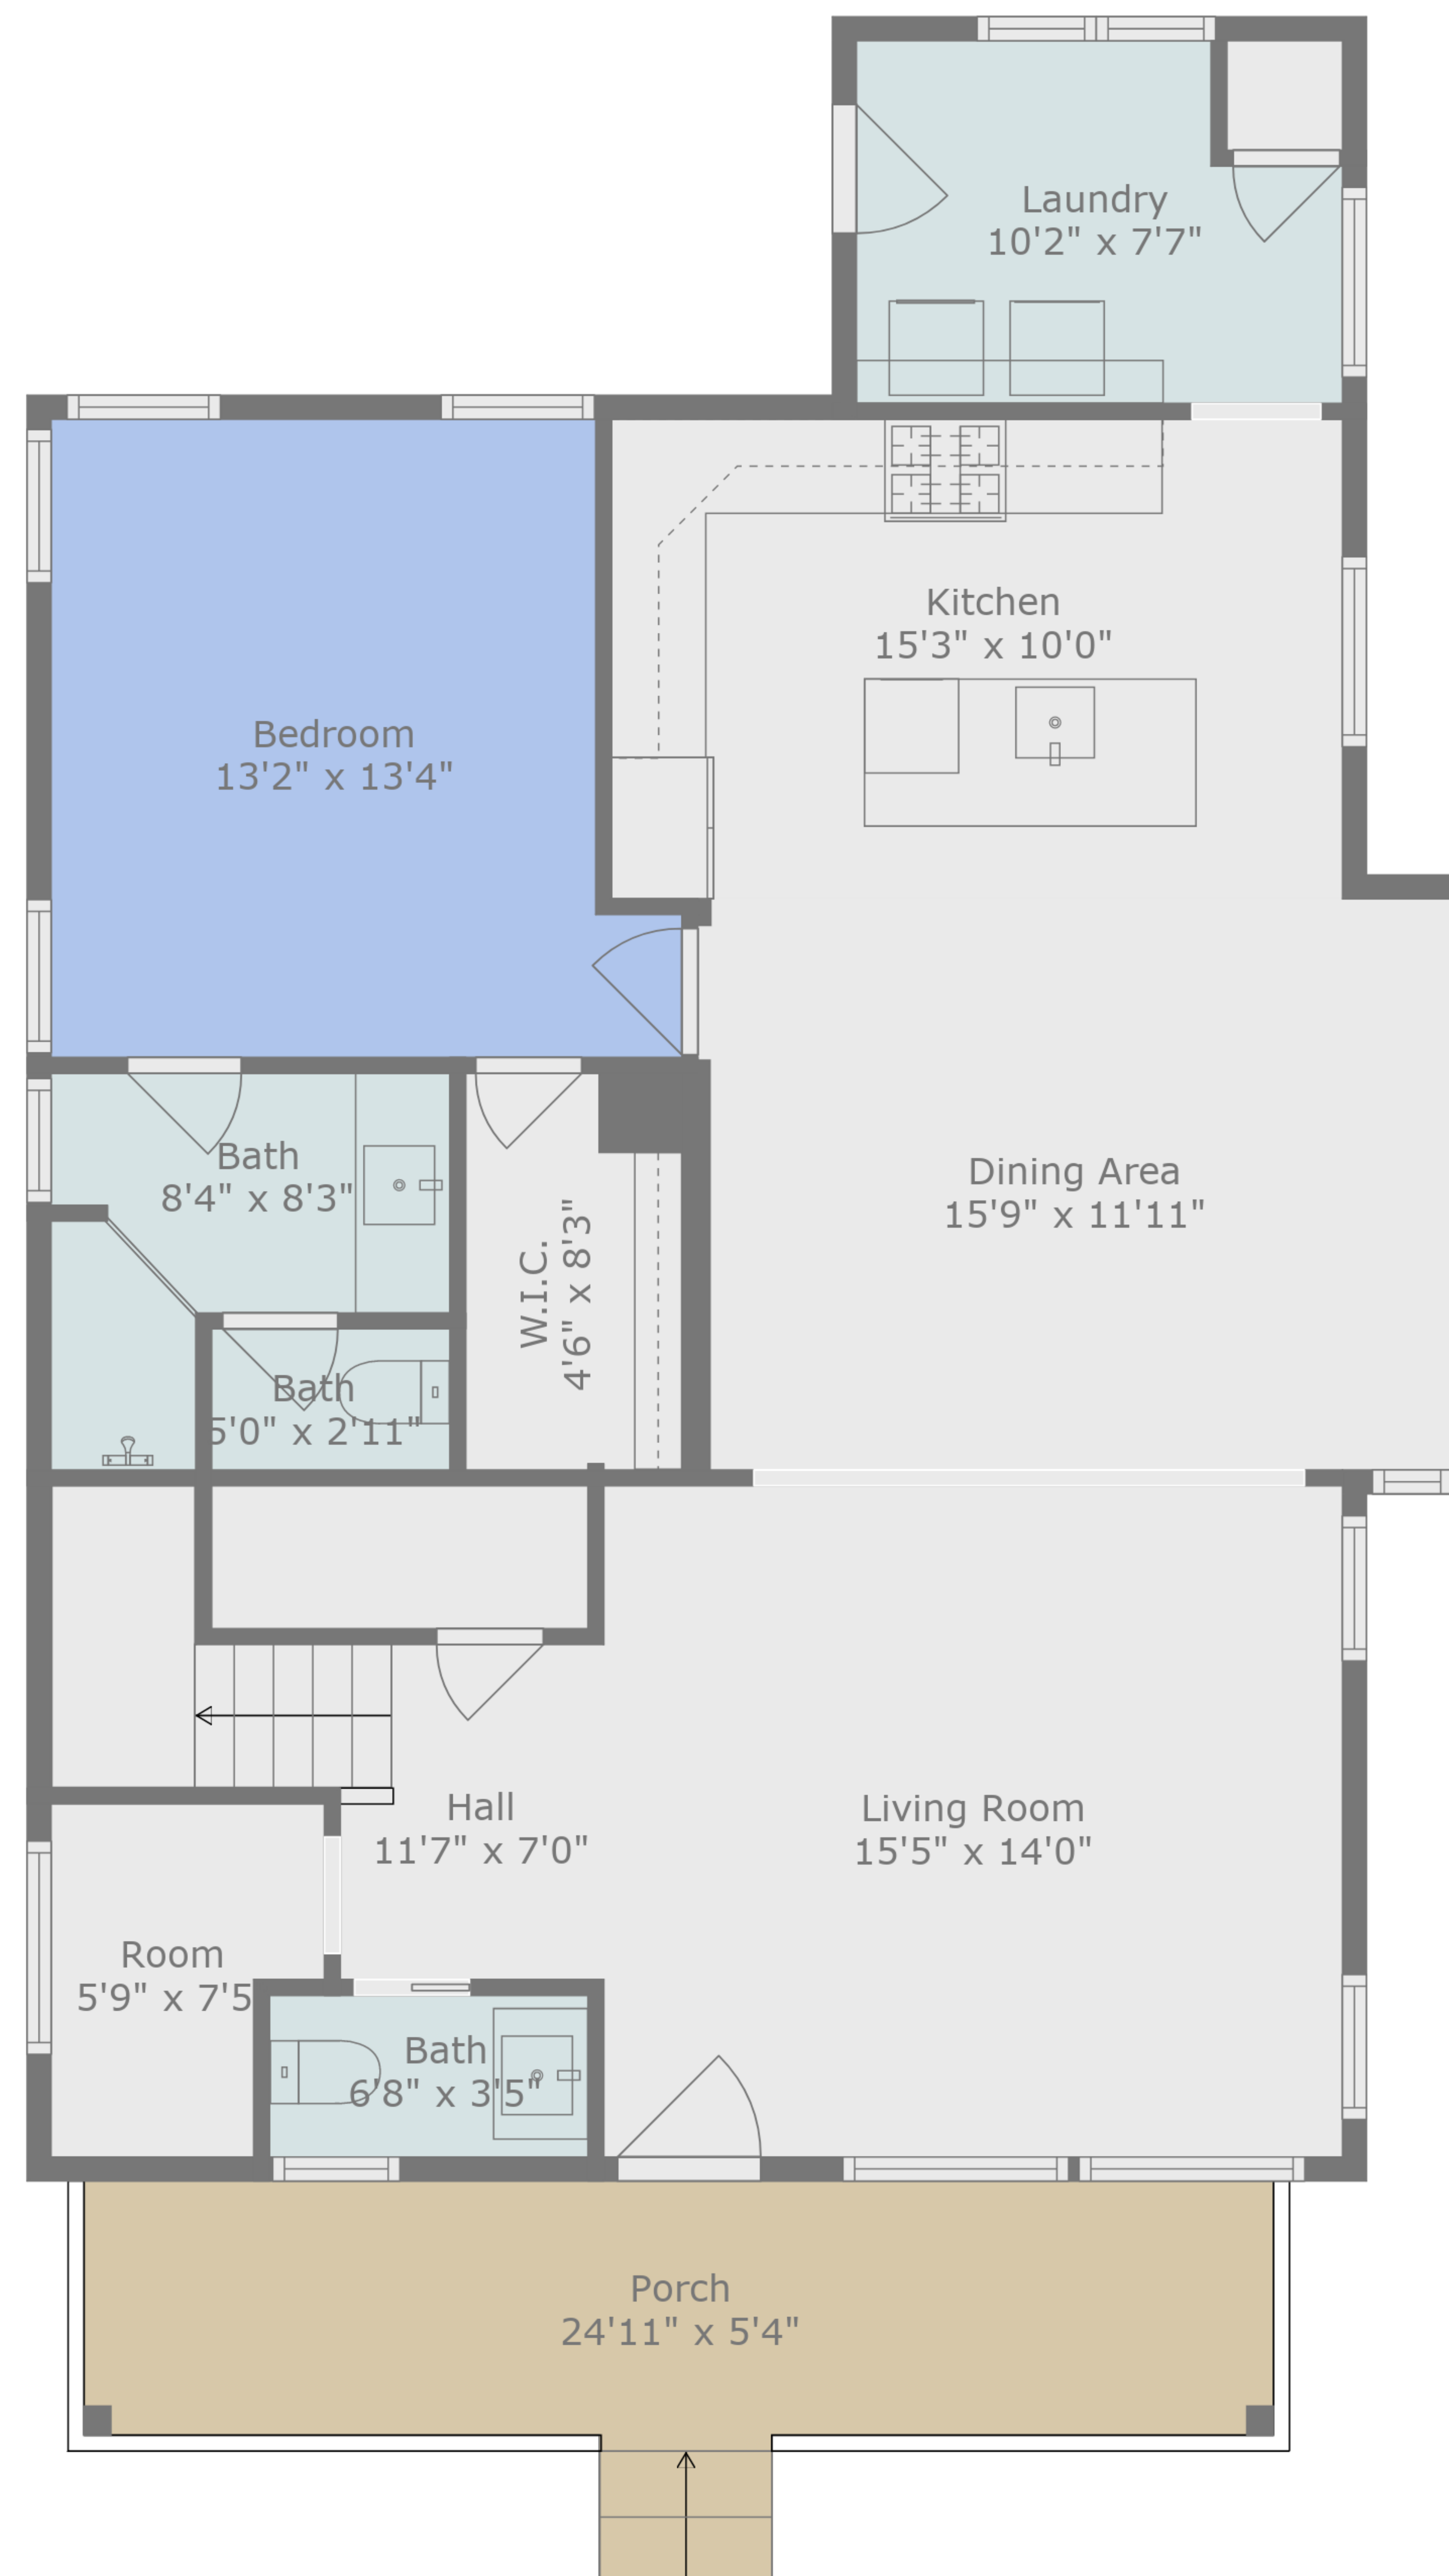 Laundry
10'2" x 7'7"
Kitchen
15'3" x 10'0"
Bedroom
13'2" x 13'4"
Bath
8'4" x 8'3"
W.I.C.
4'6" x 8'3"
Dining Area
15'9" x 11'11"
Bath
5'0" x 2'11"
Hall
11'7" x 7'0"
Living Room
15'5" x 14'0"
Room
5'9" x 7'5
Bath
6'8" x 3'5"
Porch
24'11" x 5'4"